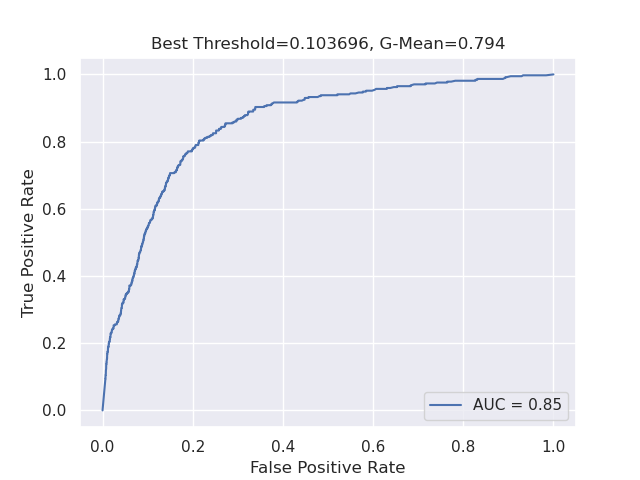 Best Threshold=0.103696, G-Mean=0.794
1.0
0.8
0.6
0.4
0.2
0.0
True Positive Rate
AUC = 0.85
0.0 0.2 0.4 0.6 0.8 1.0
False Positive Rate